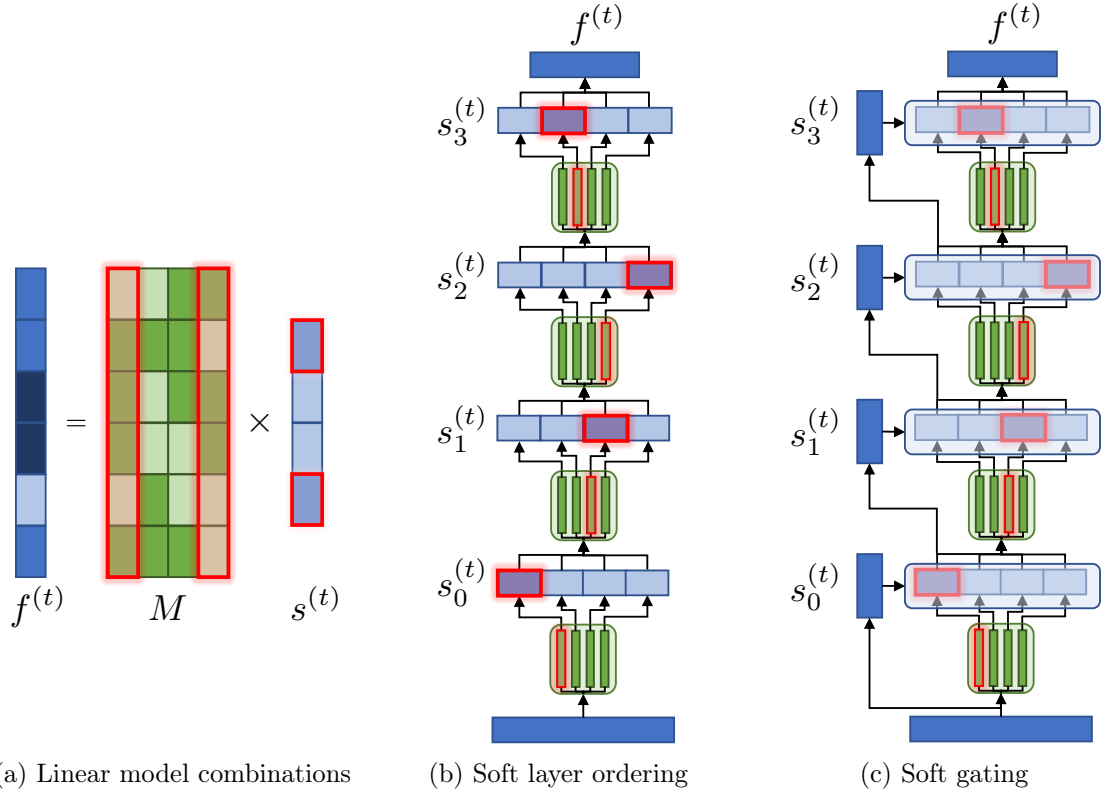 f^{(t)} = M × s^{(t)}
(a) Linear model combinations
f^{(t)}
s_3^{(t)}
s_2^{(t)}
s_1^{(t)}
s_0^{(t)}
(b) Soft layer ordering
f^{(t)}
s_3^{(t)}
s_2^{(t)}
s_1^{(t)}
s_0^{(t)}
(c) Soft gating